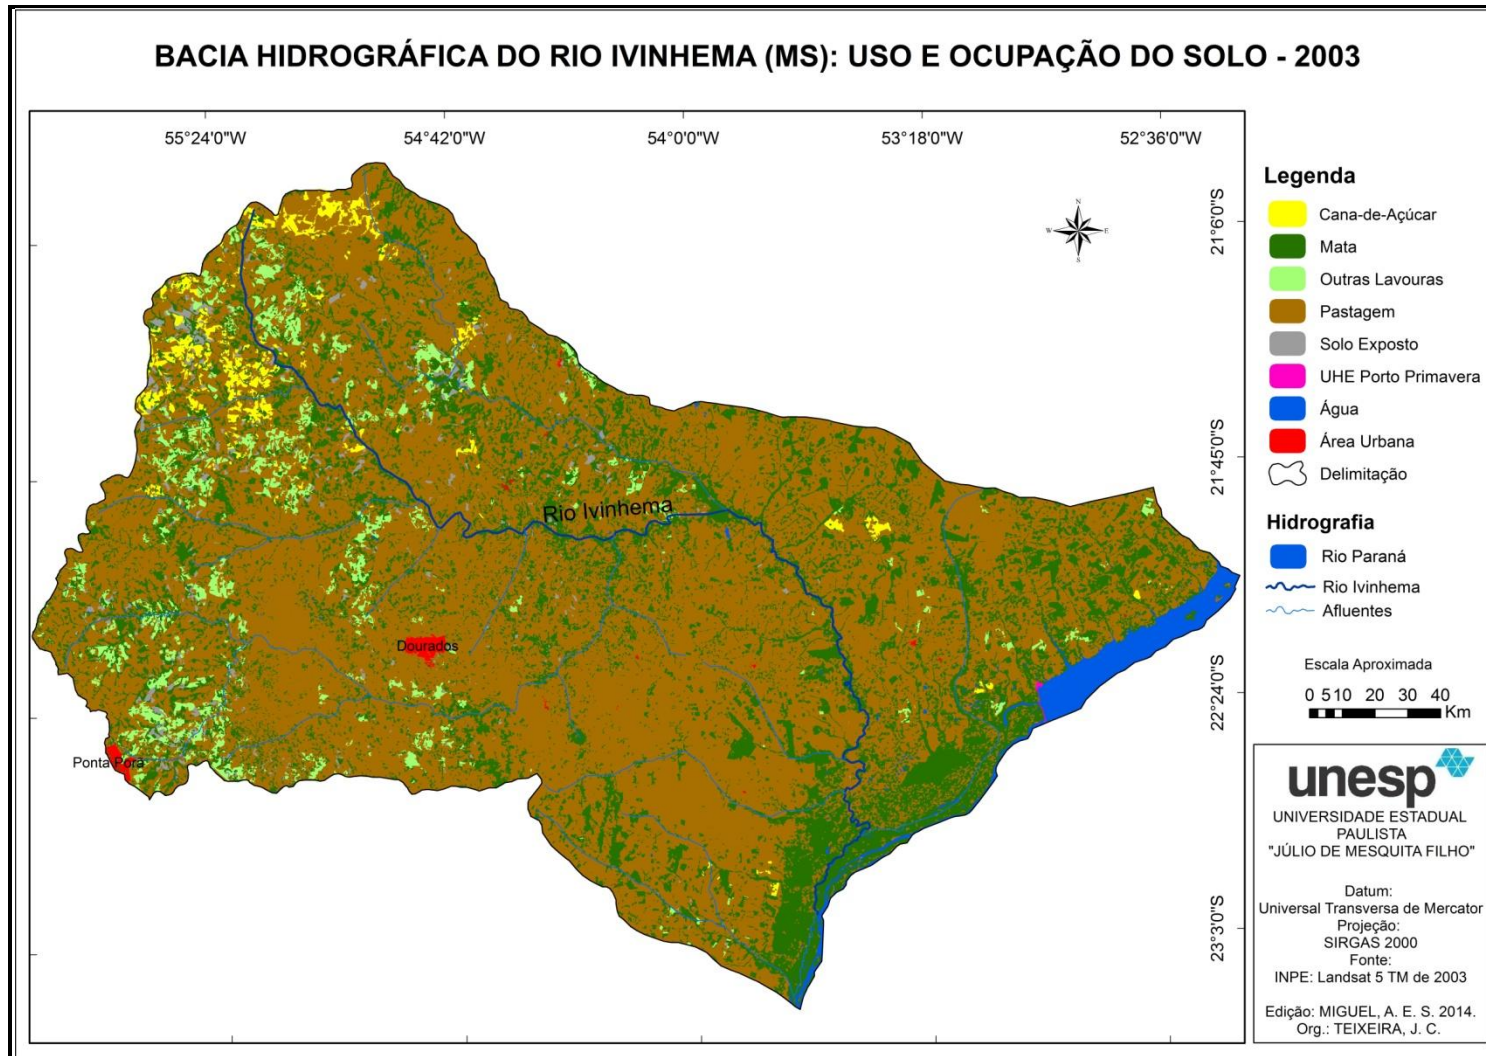 BACIA HIDROGRÁFICA DO RIO IVINHEMA (MS): USO E OCUPAÇÃO DO SOLO - 2003
55°24'0"W
54°42'0"W
54°0'0"W
53°18'0"W
52°36'0"W
21°6'0"S
21°45'0"S
22°24'0"S
23°3'0"S
N
W
E
S
Rio Ivinhema
Dourados
Ponta Porã
Legenda
Cana-de-Açúcar
Mata
Outras Lavouras
Pastagem
Solo Exposto
UHE Porto Primavera
Água
Área Urbana
Delimitação
Hidrografia
Rio Paraná
Rio Ivinhema
Afluentes
Escala Aproximada
0 5 10 20 30 40
Km
unesp
UNIVERSIDADE ESTADUAL
PAULISTA
"JÚLIO DE MESQUITA FILHO"
Datum:
Universal Transversa de Mercator
Projeção:
SIRGAS 2000
Fonte:
INPE: Landsat 5 TM de 2003
Edição: MIGUEL, A. E. S. 2014.
Org.: TEIXEIRA, J. C.